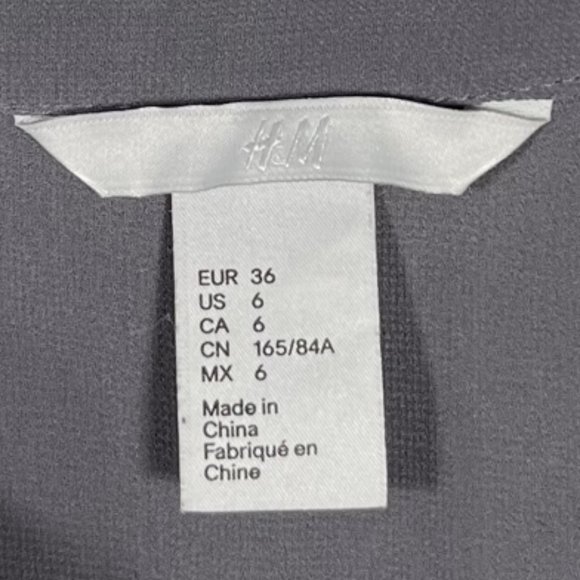 H&M
EUR 36
US 6
CA 6
CN 165/84A
MX 6
Made in
China
Fabriqué en
Chine